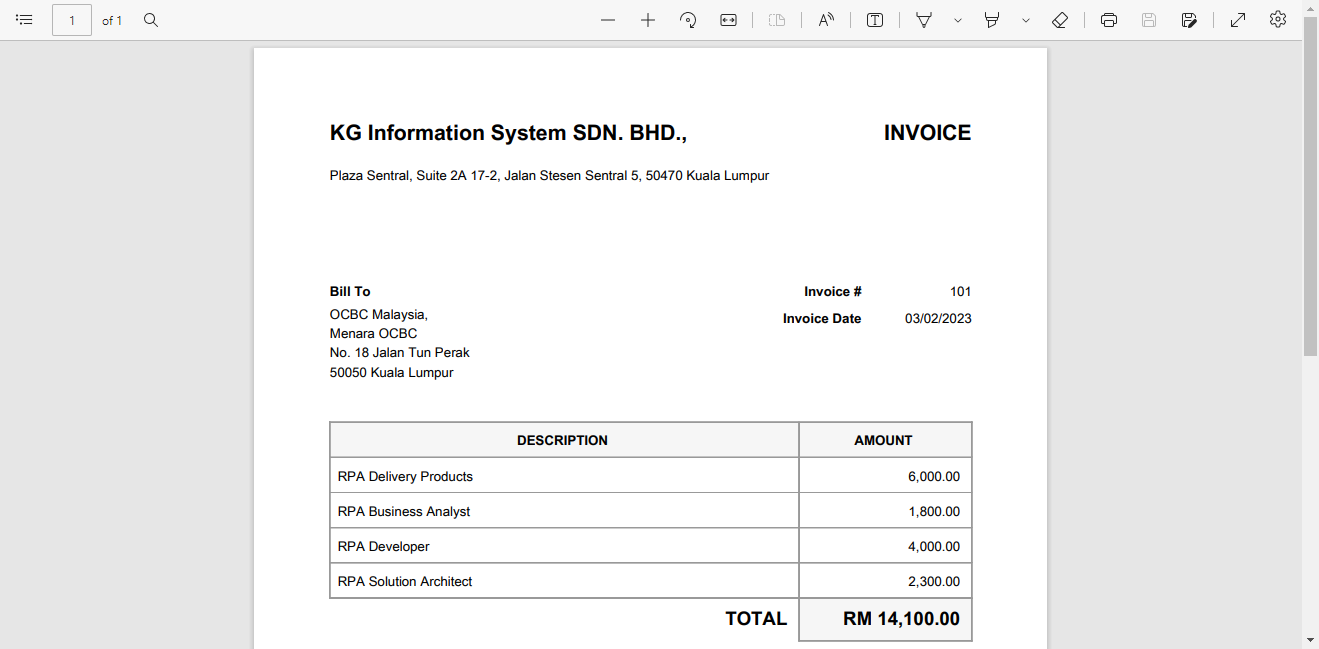 1 of 1
KG Information System SDN. BHD., INVOICE
Plaza Sentral, Suite 2A 17-2, Jalan Stesen Sentral 5, 50470 Kuala Lumpur
Bill To Invoice # 101
OCBC Malaysia, Invoice Date 03/02/2023
Menara OCBC
No. 18 Jalan Tun Perak
50050 Kuala Lumpur
DESCRIPTION AMOUNT
RPA Delivery Products 6,000.00
RPA Business Analyst 1,800.00
RPA Developer 4,000.00
RPA Solution Architect 2,300.00
TOTAL RM 14,100.00